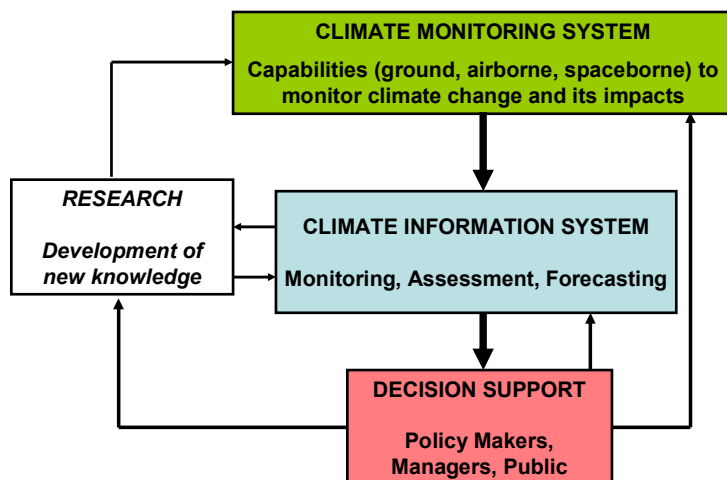 CLIMATE MONITORING SYSTEM
Capabilities (ground, airborne, spaceborne) to
monitor climate change and its impacts
RESEARCH
Development of
new knowledge
CLIMATE INFORMATION SYSTEM
Monitoring, Assessment, Forecasting
DECISION SUPPORT
Policy Makers,
Managers, Public